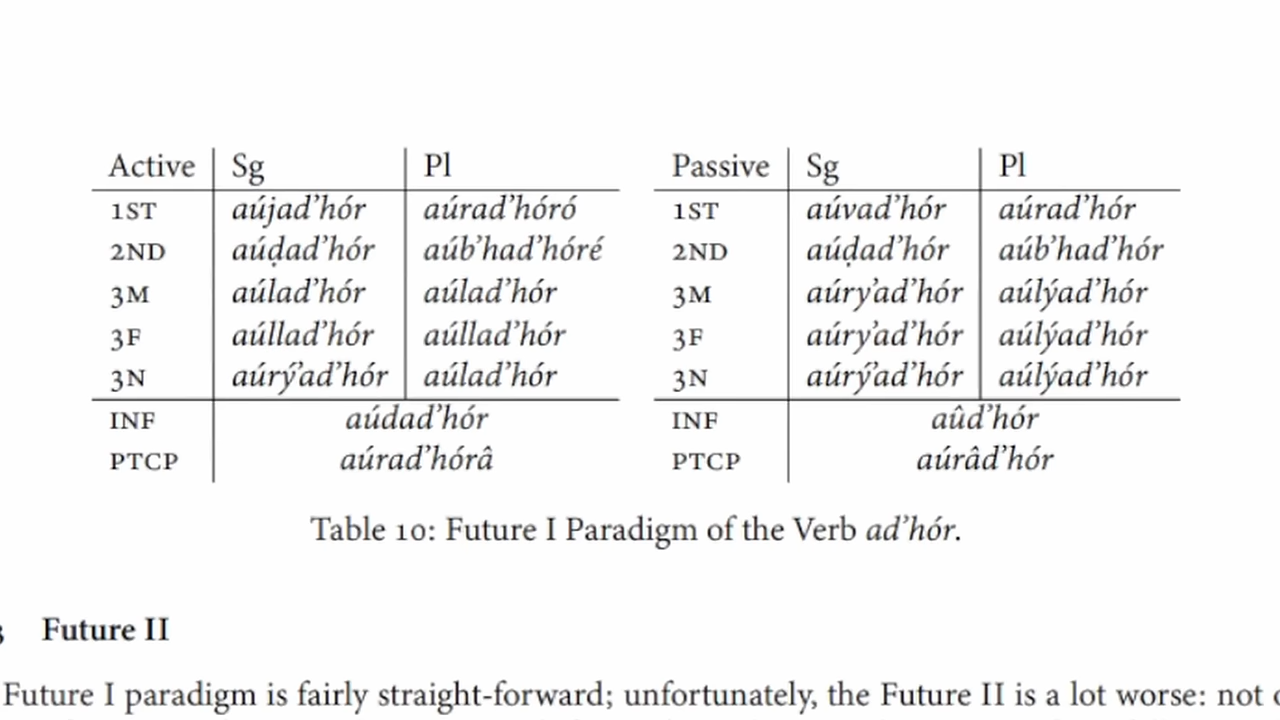 Active Sg Pl Passive Sg Pl
1ST aújad’hór aúrad’hóró 1ST aúvad’hór aúrad’hór
2ND aúḍad’hór aúb’had’hóré 2ND aúḍad’hór aúb’had’hór
3M aúlad’hór aúlad’hór 3M aúry’ad’hór aúlýad’hór
3F aúllad’hór aúllad’hór 3F aúry’ad’hór aúlýad’hór
3N aúrý’ad’hór aúlad’hór 3N aúrý’ad’hór aúlýad’hór
INF aúdad’hór INF aûd’hór
PTCP aúrad’hórâ PTCP aúrâd’hór
Table 10: Future I Paradigm of the Verb ad’hór.
Future II
Future I paradigm is fairly straight-forward; unfortunately, the Future II is a lot worse: not